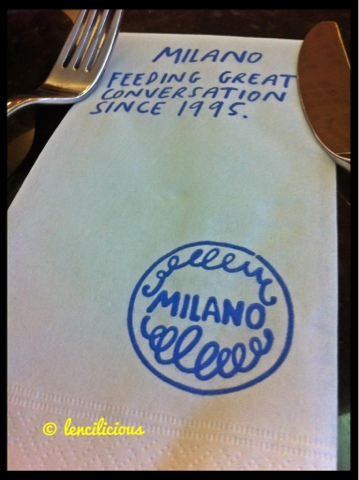 MILANO
FEEDING GREAT
CONVERSATION
SINCE 1995.
MILANO
© lencilicious